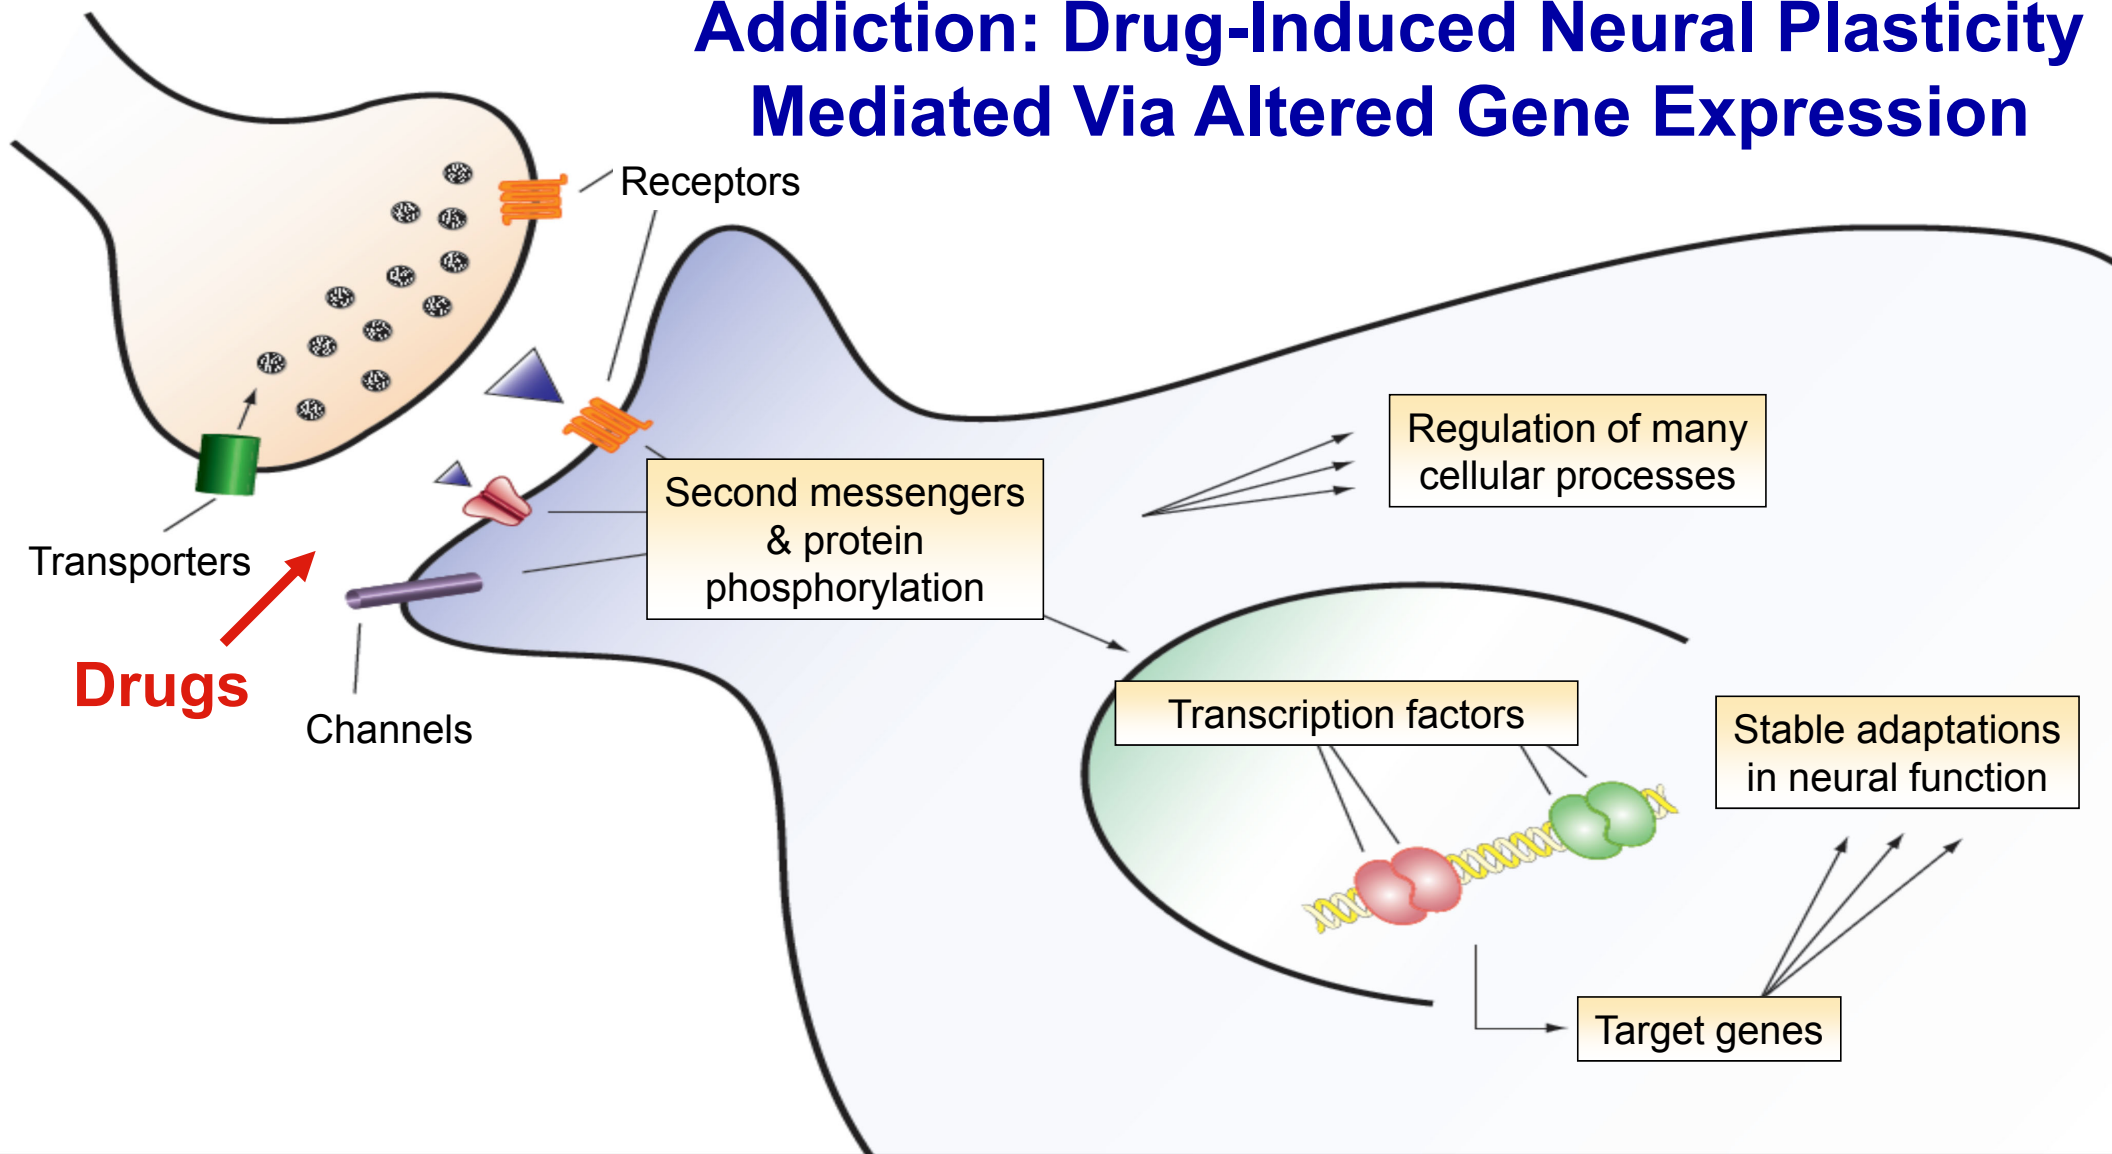 Addiction: Drug-Induced Neural Plasticity
Mediated Via Altered Gene Expression
Receptors
Regulation of many
cellular processes
Second messengers
& protein
phosphorylation
Transporters
Drugs
Channels
Transcription factors
Stable adaptations
in neural function
Target genes